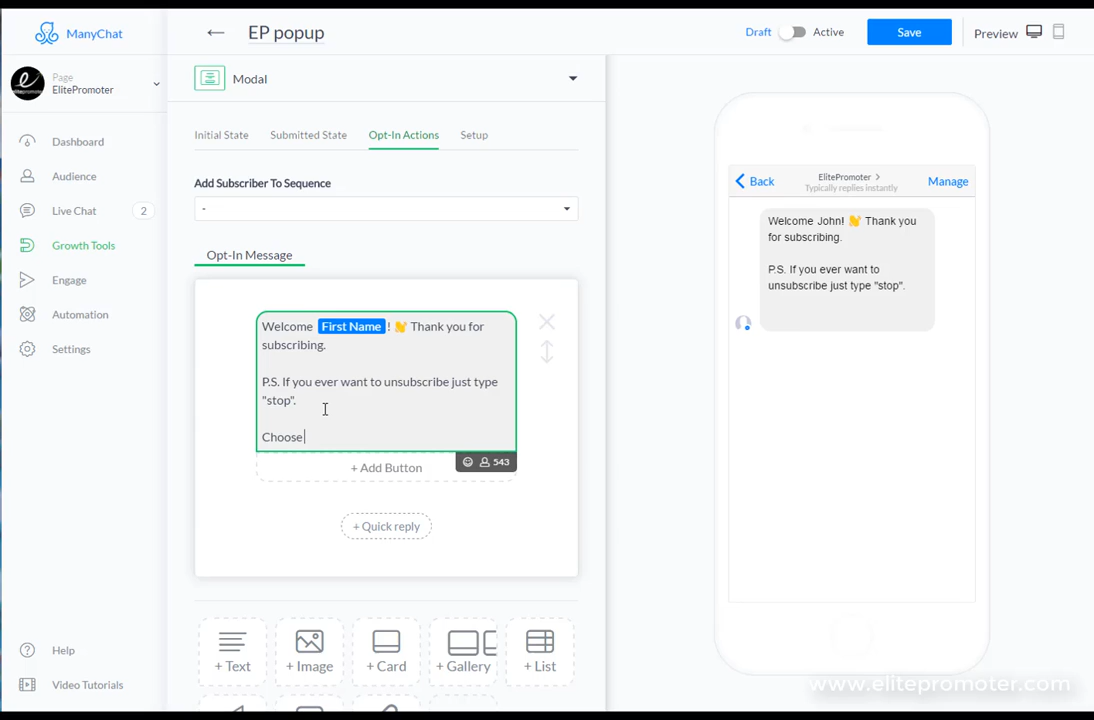 ManyChat
←
EP popup
Draft
Active
Save
Preview
Page
ElitePromoter
Modal
Dashboard
Audience
Live Chat
2
Growth Tools
Engage
Automation
Settings
Help
Video Tutorials
Initial State
Submitted State
Opt-In Actions
Setup
Add Subscriber To Sequence
-
Opt-In Message
Welcome First Name ! 👋 Thank you for
subscribing.
P.S. If you ever want to unsubscribe just type
"stop".
Choose
543
+ Add Button
+ Quick reply
+ Text
+ Image
+ Card
+ Gallery
+ List
Back
ElitePromoter >
Typically replies instantly
Manage
Welcome John! 👋 Thank you
for subscribing.
P.S. If you ever want to
unsubscribe just type "stop".
www.elitepromoter.com